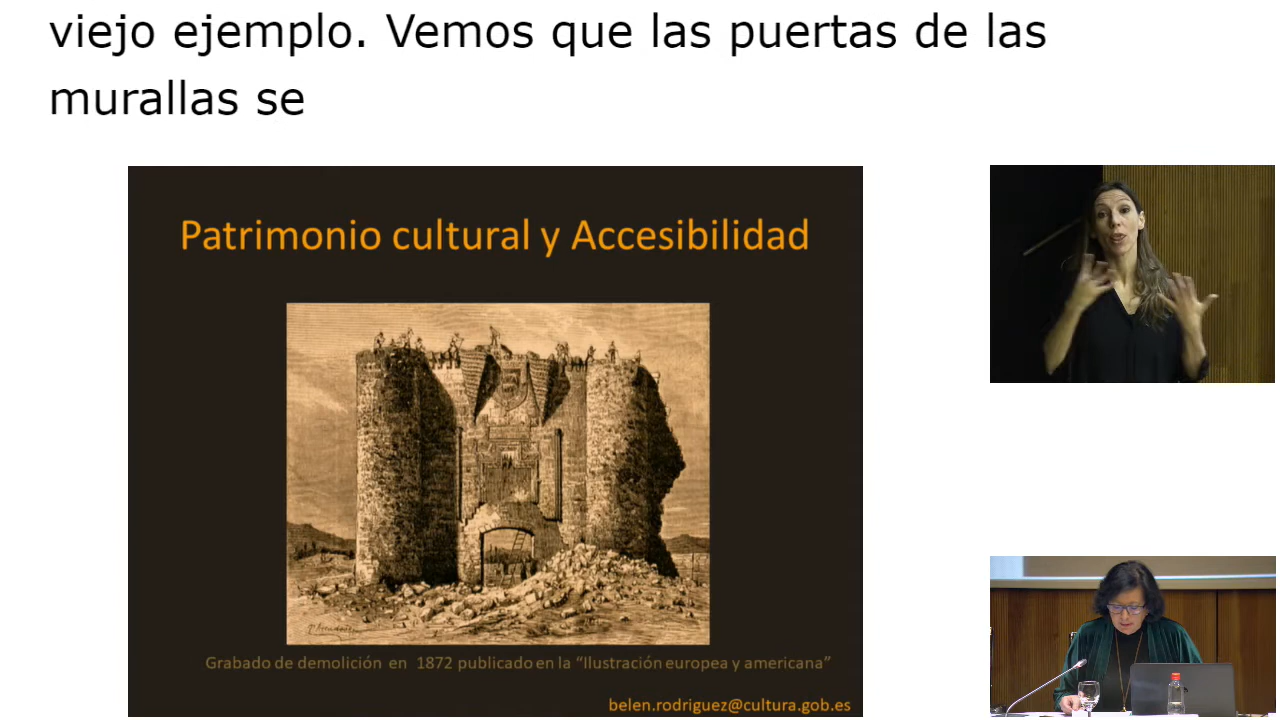 viejo ejemplo. Vemos que las puertas de las
murallas se
Patrimonio cultural y Accesibilidad
Grabado de demolición en 1872 publicado en la “Ilustración europea y americana”
belen.rodriguez@cultura.gob.es